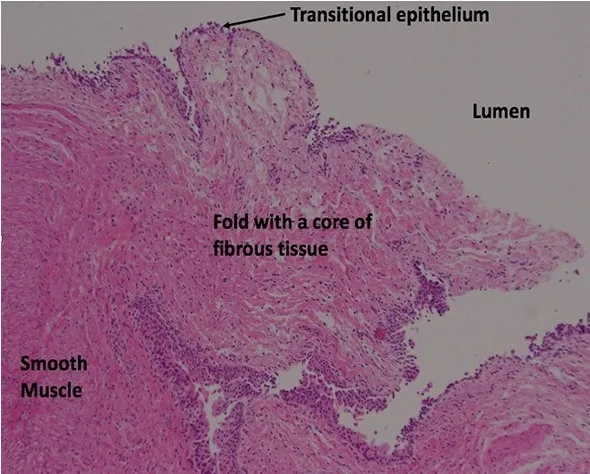 Transitional epithelium
Lumen
Fold with a core of
fibrous tissue
Smooth
Muscle